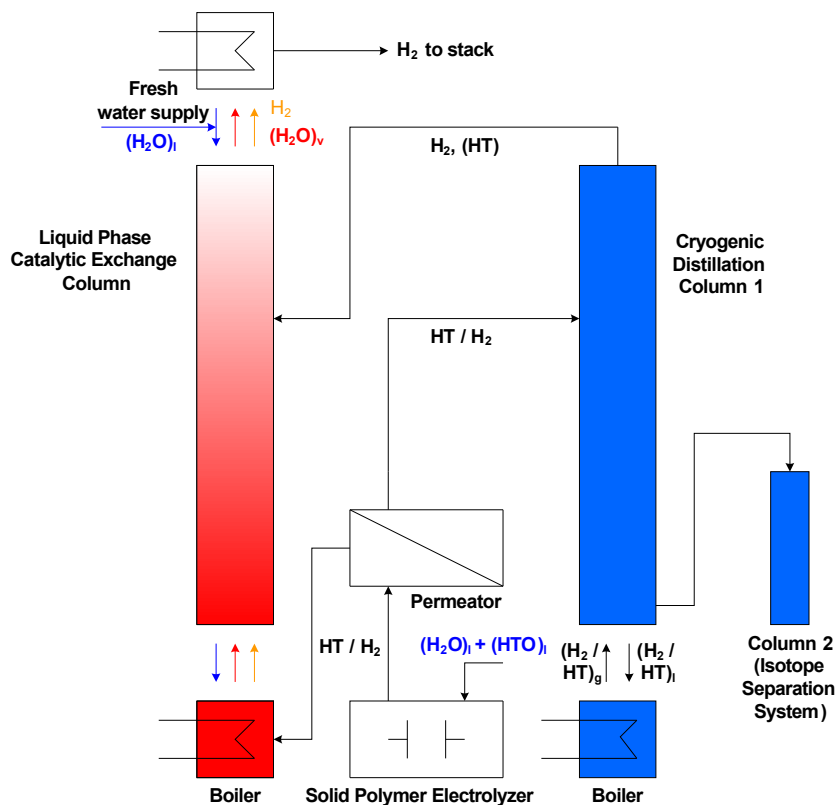 H₂ to stack
Fresh
water supply
(H₂O)ₗ
H₂
(H₂O)ᵥ
H₂, (HT)
Liquid Phase
Catalytic Exchange
Column
Cryogenic
Distillation
Column 1
HT / H₂
Permeator
HT / H₂
(H₂O)ₗ + (HTO)ₗ
(H₂ /
HT)g
(H₂ /
HT)ₗ
Column 2
(Isotope
Separation
System)
Boiler
Solid Polymer Electrolyzer
Boiler